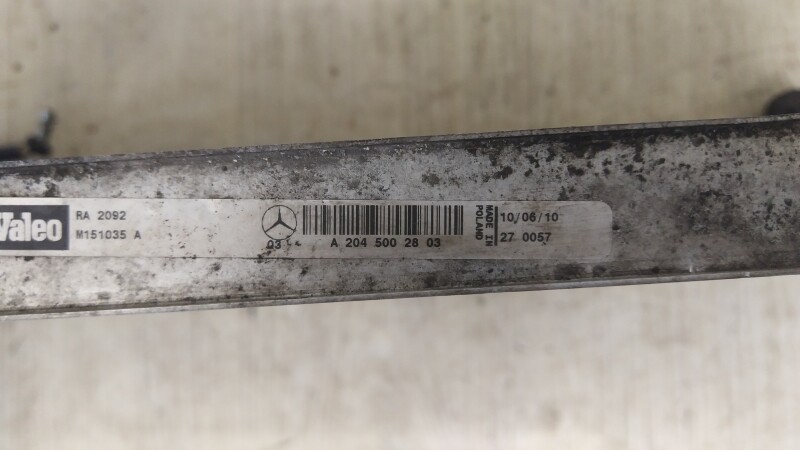 Valeo
RA 2092
M151035 A
03
A 204 500 28 03
MADE IN
POLAND
10/06/10
27 0057